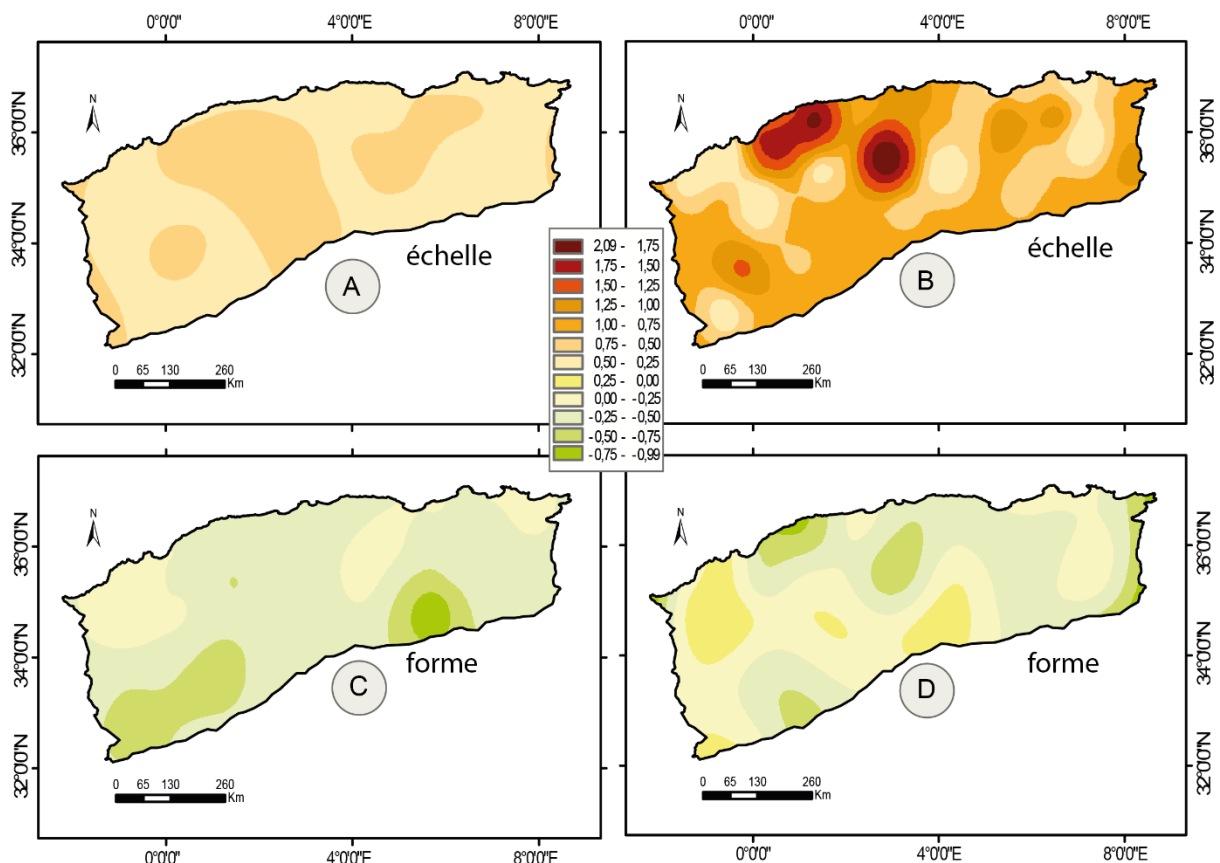 0°0'0" 4°0'0"E 8°0'0"E 0°0'0" 4°0'0"E 8°0'0"E
36°0'0"N
34°0'0"N
32°0'0"N
N
échelle
A
0 65 130 260
Km
N
échelle
B
0 65 130 260
Km
36°0'0"N
34°0'0"N
32°0'0"N
2,09 - 1,75
1,75 - 1,50
1,50 - 1,25
1,25 - 1,00
1,00 - 0,75
0,75 - 0,50
0,50 - 0,25
0,25 - 0,00
0,00 - -0,25
-0,25 - -0,50
-0,50 - -0,75
-0,75 - -0,99
36°0'0"N
34°0'0"N
32°0'0"N
N
forme
C
0 65 130 260
Km
N
forme
D
0 65 130 260
Km
36°0'0"N
34°0'0"N
32°0'0"N
0°0'0" 4°0'0"E 8°0'0"E 0°0'0" 4°0'0"E 8°0'0"E